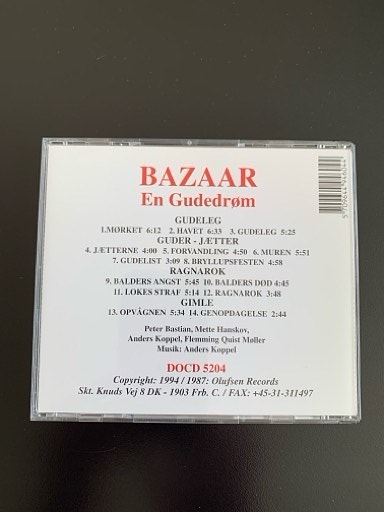 BAZAAR
En Gudedrøm
GUDELEG
1.MØRKET 6:12 2. HAVET 6:33 3. GUDELEG 5:25
GUDER - JÆTTER
4. JÆTTERNE 4:00 5. FORVANDLING 4:50 6. MUREN 5:51
7. GUDELIST 3:09 8. BRYLLUPSFESTEN 4:58
RAGNAROK
9. BALDERS ANGST 5:45 10. BALDERS DØD 4:45
11. LOKES STRAF 5:14 12. RAGNAROK 3:48
GIMLE
13. OPVÅGNEN 5:34 14. GENOPDAGELSE 2:44
Peter Bastian, Mette Hanskov,
Anders Koppel, Flemming Quist Møller
Musik: Anders Koppel
DOCD 5204
Copyright: 1994 / 1987: Olufsen Records
Skt. Knuds Vej 8 DK - 1903 Frb. C. / FAX: +45-31-311497